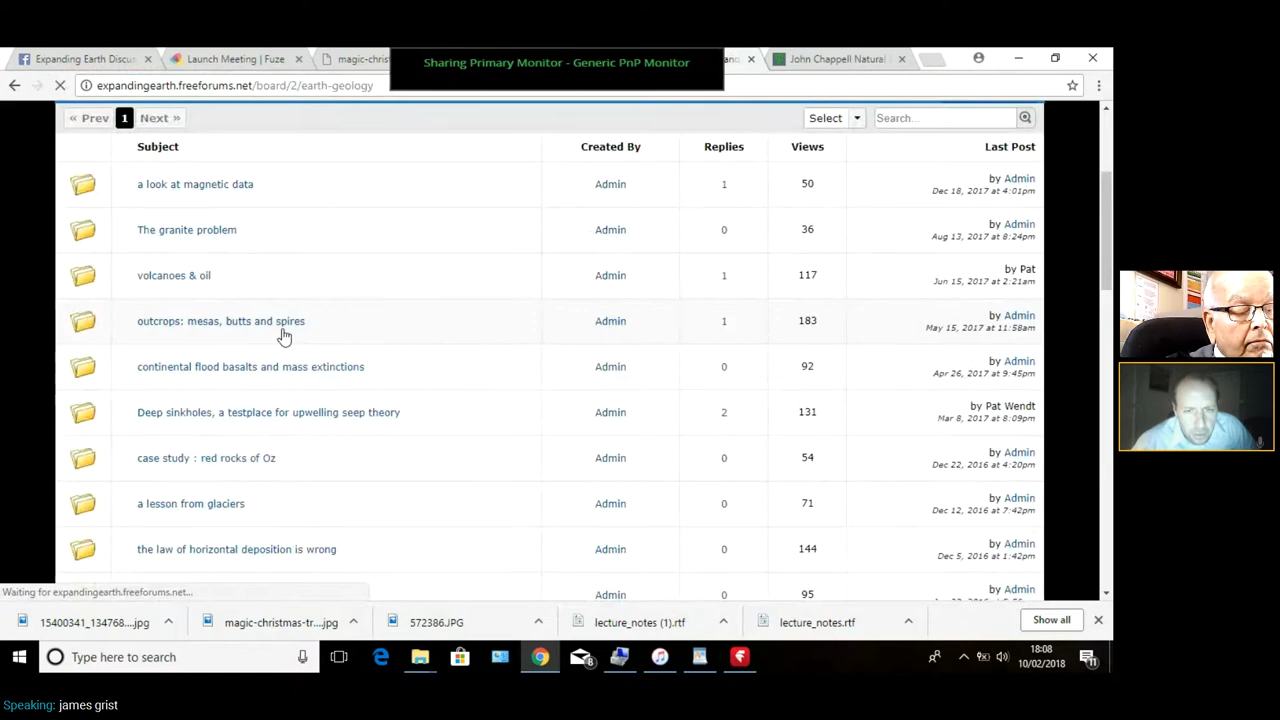 Expanding Earth Discu
Launch Meeting | Fuze
magic-christ
John Chappell Natural
Sharing Primary Monitor - Generic PnP Monitor
expandingearth.freeforums.net/board/2/earth-geology
« Prev 1 Next » Select Search...
Subject Created By Replies Views Last Post
a look at magnetic data Admin 1 50 by Admin
Dec 18, 2017 at 4:01pm
The granite problem Admin 0 36 by Admin
Aug 13, 2017 at 8:24pm
volcanoes & oil Admin 1 117 by Pat
Jun 15, 2017 at 2:21am
outcrops: mesas, butts and spires Admin 1 183 by Admin
May 15, 2017 at 11:58am
continental flood basalts and mass extinctions Admin 0 92 by Admin
Apr 26, 2017 at 9:45pm
Deep sinkholes, a testplace for upwelling seep theory Admin 2 131 by Pat Wendt
Mar 8, 2017 at 8:09pm
case study : red rocks of Oz Admin 0 54 by Admin
Dec 22, 2016 at 4:20pm
a lesson from glaciers Admin 0 71 by Admin
Dec 12, 2016 at 7:42pm
the law of horizontal deposition is wrong Admin 0 144 by Admin
Dec 5, 2016 at 1:42pm
Admin 0 95 by Admin
Waiting for expandingearth.freeforums.net...
15400341_134768....jpg magic-christmas-tr....jpg 572386.JPG lecture_notes (1).rtf lecture_notes.rtf Show all
Type here to search 8 18:08
10/02/2018 11
Speaking: james grist